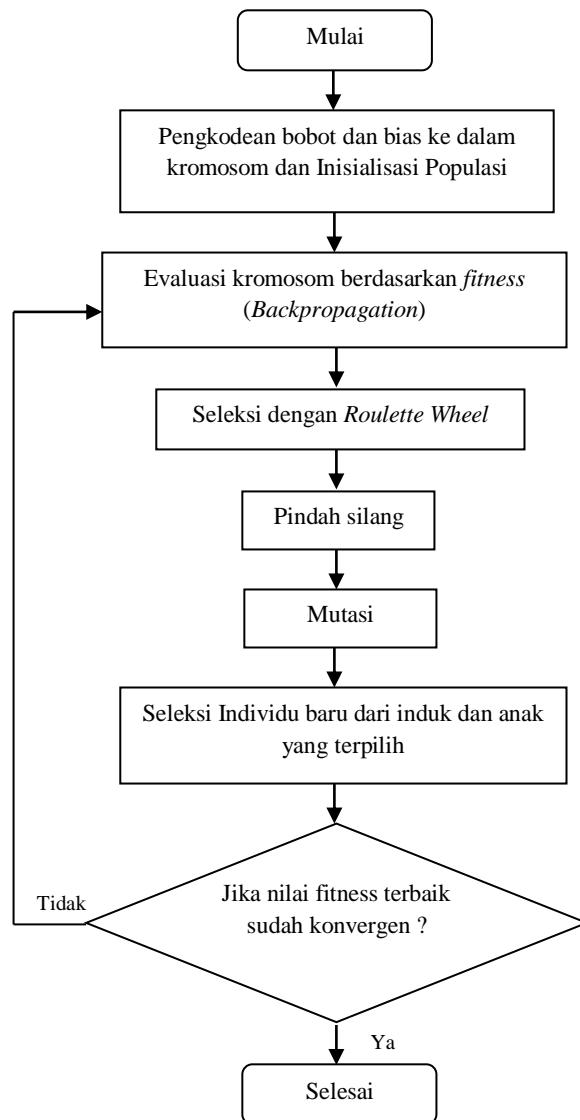 Mulai
Pengkodean bobot dan bias ke dalam
kromosom dan Inisialisasi Populasi
Evaluasi kromosom berdasarkan fitness
(Backpropagation)
Seleksi dengan Roulette Wheel
Pindah silang
Mutasi
Seleksi Individu baru dari induk dan anak
yang terpilih
Jika nilai fitness terbaik
sudah konvergen ?
Tidak
Ya
Selesai